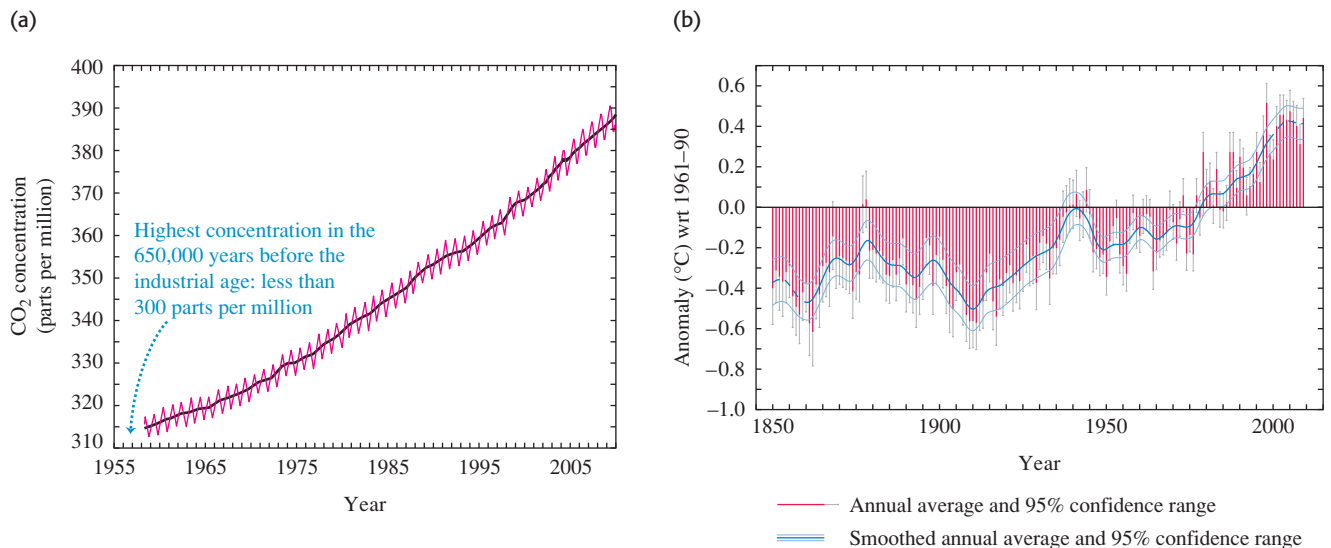 (a)
CO2 concentration
(parts per million)
400
390
380
370
360
350
340
330
320
310
Highest concentration in the
650,000 years before the
industrial age: less than
300 parts per million
1955 1965 1975 1985 1995 2005
Year
(b)
Anomaly (°C) wrt 1961–90
0.6
0.4
0.2
0.0
−0.2
−0.4
−0.6
−0.8
−1.0
1850 1900 1950 2000
Year
Annual average and 95% confidence range
Smoothed annual average and 95% confidence range